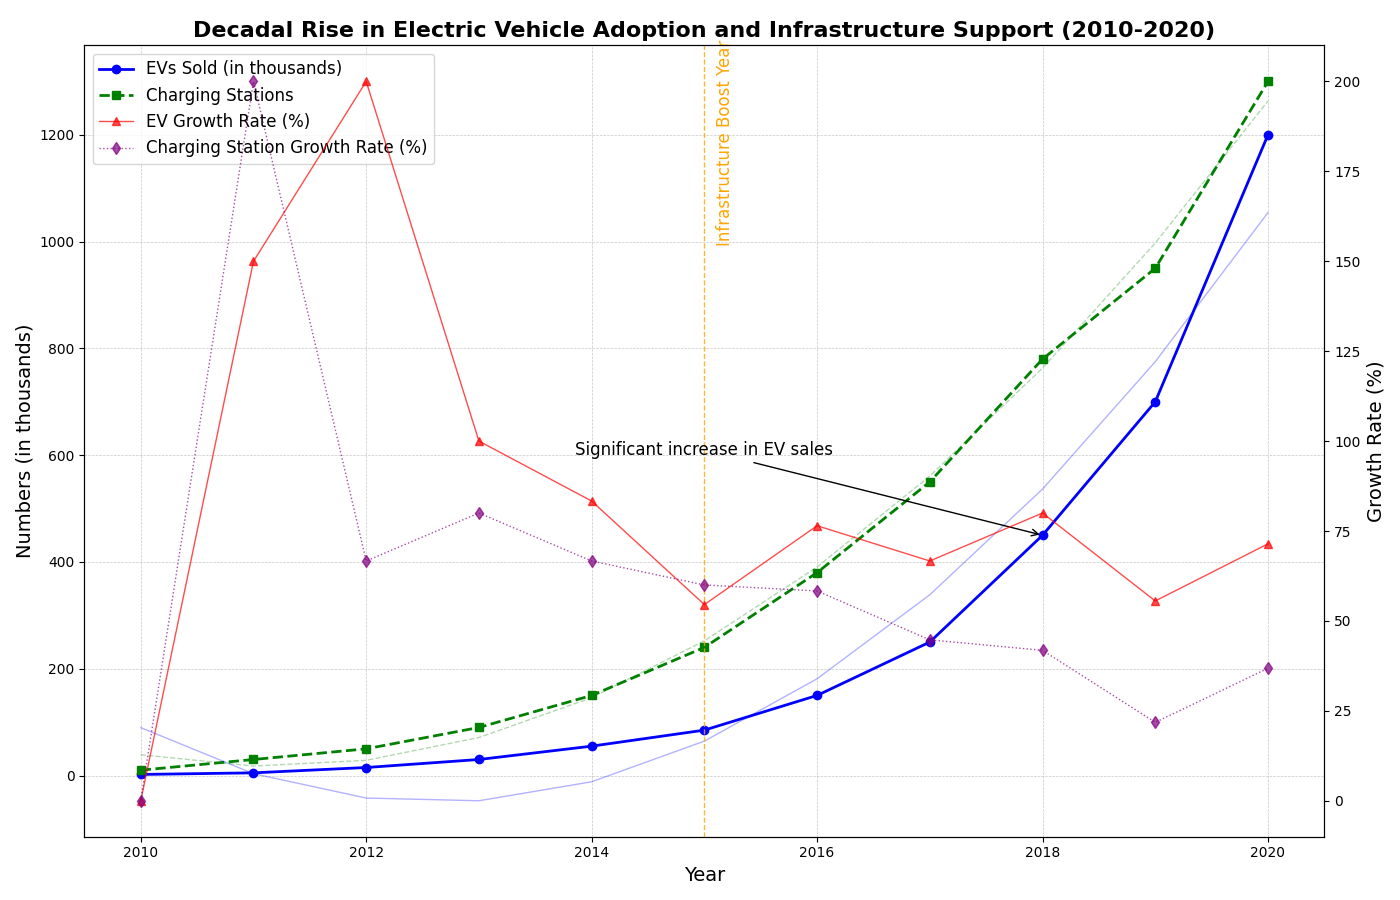 Decadal Rise in Electric Vehicle Adoption and Infrastructure Support (2010-2020)
EVs Sold (in thousands)
Charging Stations
EV Growth Rate (%)
Charging Station Growth Rate (%)
Infrastructure Boost Year
Significant increase in EV sales
Numbers (in thousands)
1200
1000
800
600
400
200
0
Growth Rate (%)
200
175
150
125
100
75
50
25
0
2010
2012
2014
2016
2018
2020
Year